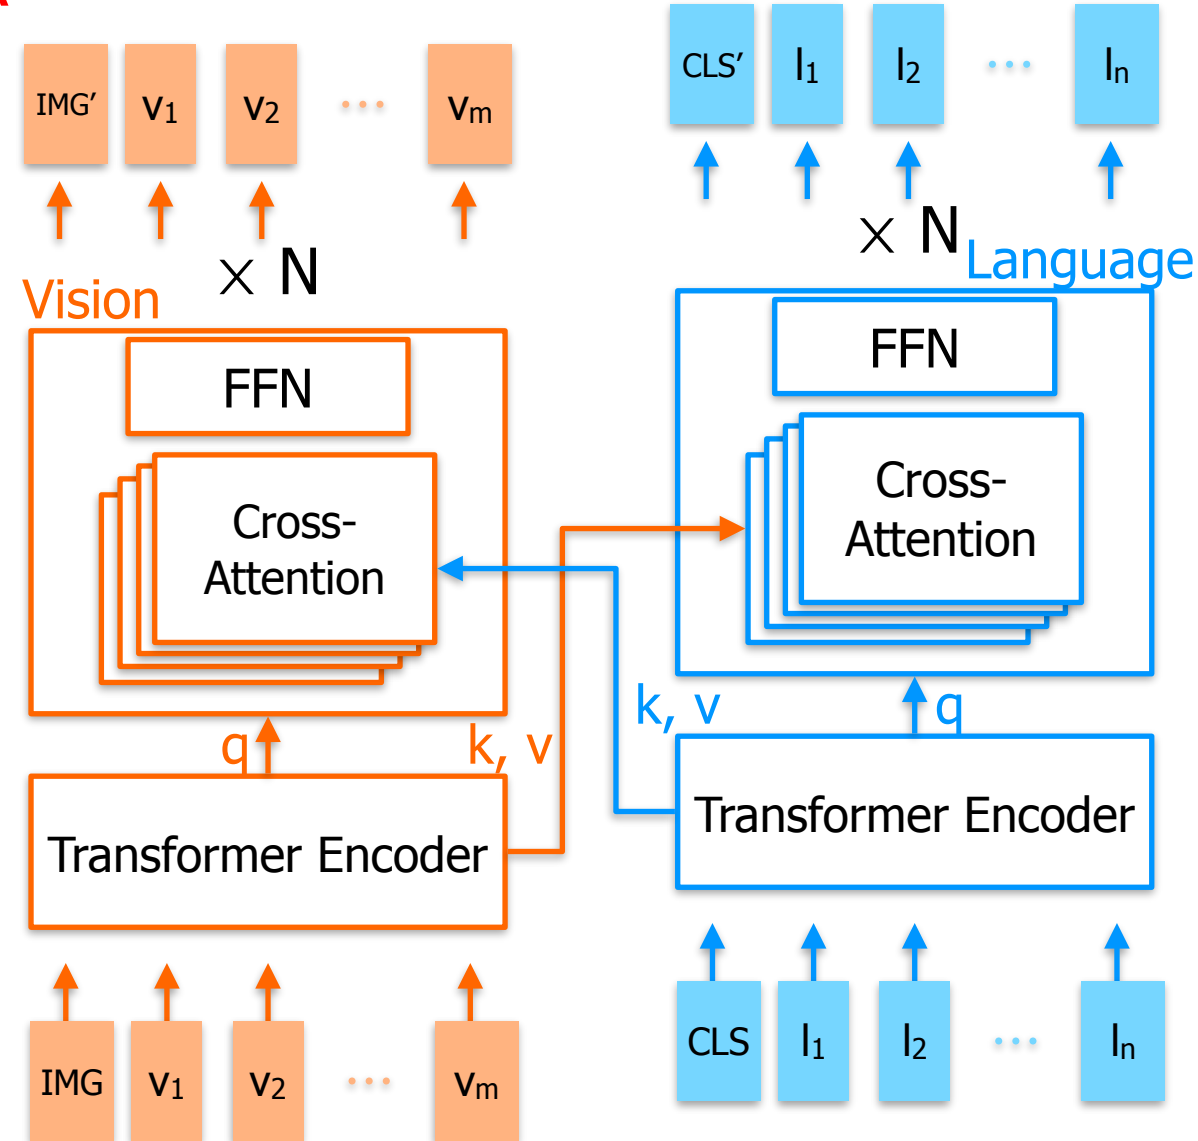 IMG′ v₁ v₂ ··· vₘ
CLS′ l₁ l₂ ··· lₙ
× N
Vision
× N
Language
FFN
Cross-
Attention
FFN
Cross-
Attention
q
k, v
k, v
q
Transformer Encoder
Transformer Encoder
IMG v₁ v₂ ··· vₘ
CLS l₁ l₂ ··· lₙ